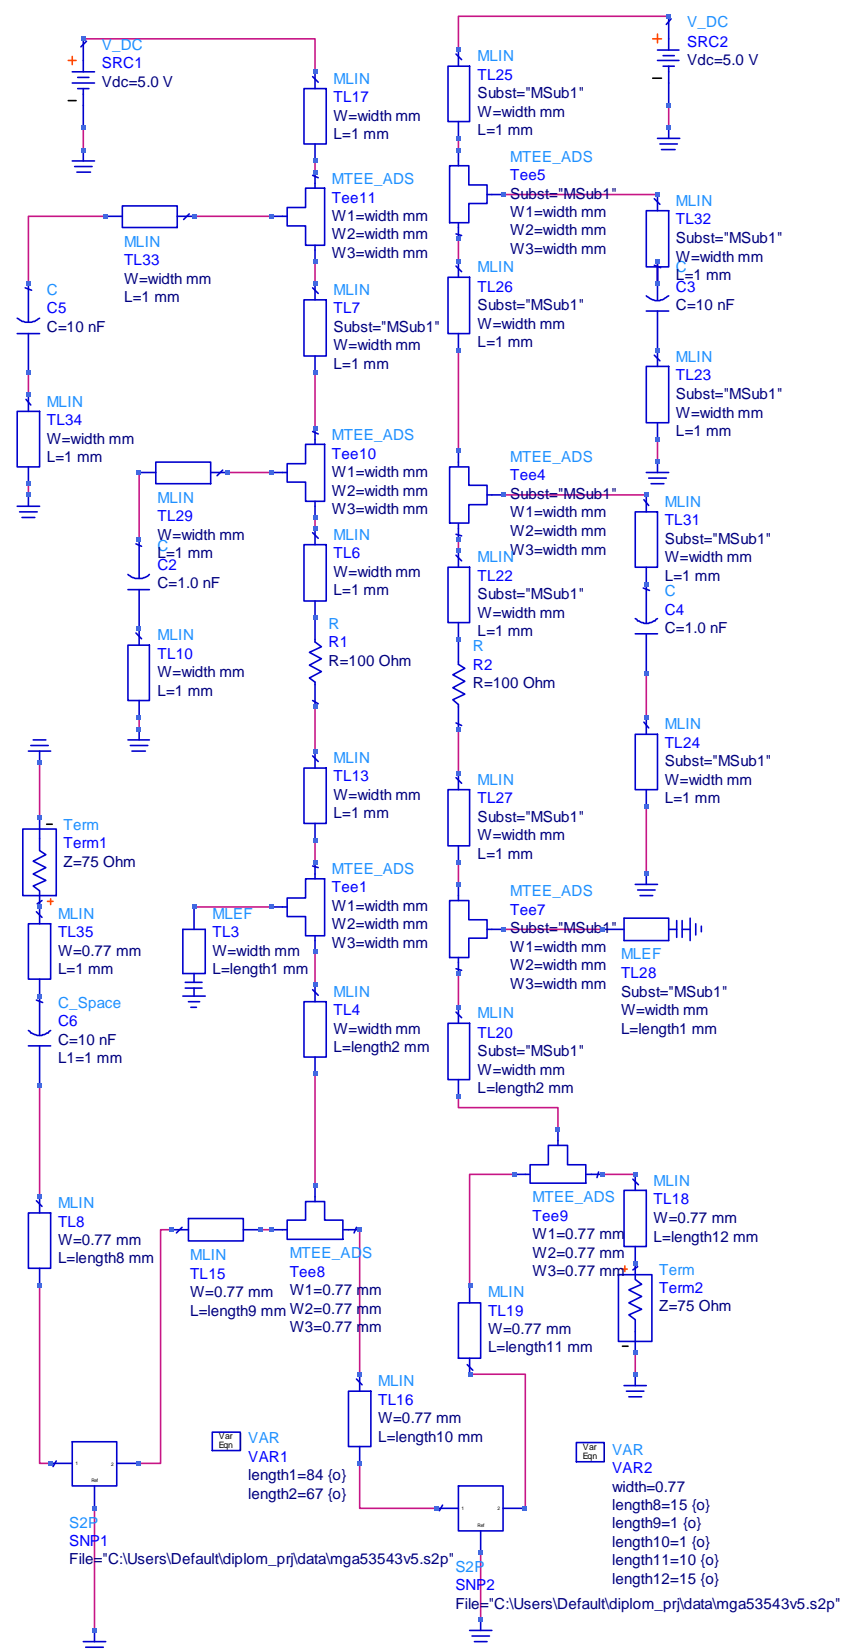 V_DC
SRC1
Vdc=5.0 V
V_DC
SRC2
Vdc=5.0 V
MLIN
TL17
W=width mm
L=1 mm
MLIN
TL25
Subst="MSub1"
W=width mm
L=1 mm
MTEE_ADS
Tee11
W1=width mm
W2=width mm
W3=width mm
MTEE_ADS
Tee5
Subst="MSub1"
W1=width mm
W2=width mm
W3=width mm
MLIN
TL32
Subst="MSub1"
W=width mm
L=1 mm
MLIN
TL33
W=width mm
L=1 mm
C
C5
C=10 nF
MLIN
TL7
Subst="MSub1"
W=width mm
L=1 mm
MLIN
TL26
Subst="MSub1"
W=width mm
L=1 mm
C
C3
C=10 nF
MLIN
TL23
Subst="MSub1"
W=width mm
L=1 mm
MLIN
TL34
W=width mm
L=1 mm
MTEE_ADS
Tee10
W1=width mm
W2=width mm
W3=width mm
MTEE_ADS
Tee4
Subst="MSub1"
W1=width mm
W2=width mm
W3=width mm
MLIN
TL29
W=width mm
L=1 mm
C
C2
C=1.0 nF
MLIN
TL6
W=width mm
L=1 mm
MLIN
TL22
Subst="MSub1"
W=width mm
L=1 mm
MLIN
TL31
Subst="MSub1"
W=width mm
L=1 mm
C
C4
C=1.0 nF
MLIN
TL10
W=width mm
L=1 mm
R
R1
R=100 Ohm
R
R2
R=100 Ohm
MLIN
TL24
Subst="MSub1"
W=width mm
L=1 mm
MLIN
TL13
W=width mm
L=1 mm
MLIN
TL27
Subst="MSub1"
W=width mm
L=1 mm
Term
Term1
Z=75 Ohm
MTEE_ADS
Tee1
W1=width mm
W2=width mm
W3=width mm
MTEE_ADS
Tee7
Subst="MSub1"
W1=width mm
W2=width mm
W3=width mm
MLIN
TL35
W=0.77 mm
L=1 mm
MLEF
TL3
W=width mm
L=length1 mm
MLEF
TL28
Subst="MSub1"
W=width mm
L=length1 mm
C_Space
C6
C=10 nF
L1=1 mm
MLIN
TL4
W=width mm
L=length2 mm
MLIN
TL20
Subst="MSub1"
W=width mm
L=length2 mm
MLIN
TL8
W=0.77 mm
L=length8 mm
MLIN
TL15
W=0.77 mm
L=length9 mm
MTEE_ADS
Tee8
W1=0.77 mm
W2=0.77 mm
W3=0.77 mm
MTEE_ADS
Tee9
W1=0.77 mm
W2=0.77 mm
W3=0.77 mm
MLIN
TL18
W=0.77 mm
L=length12 mm
Term
Term2
Z=75 Ohm
MLIN
TL19
W=0.77 mm
L=length11 mm
MLIN
TL16
W=0.77 mm
L=length10 mm
Var
Eqn
VAR
VAR1
length1=84 {o}
length2=67 {o}
Var
Eqn
VAR
VAR2
width=0.77
length8=15 {o}
length9=1 {o}
length10=1 {o}
length11=10 {o}
length12=15 {o}
1
2
Ref
S2P
SNP1
File="C:\Users\Default\diplom_prj\data\mga53543v5.s2p"
1
2
Ref
S2P
SNP2
File="C:\Users\Default\diplom_prj\data\mga53543v5.s2p"